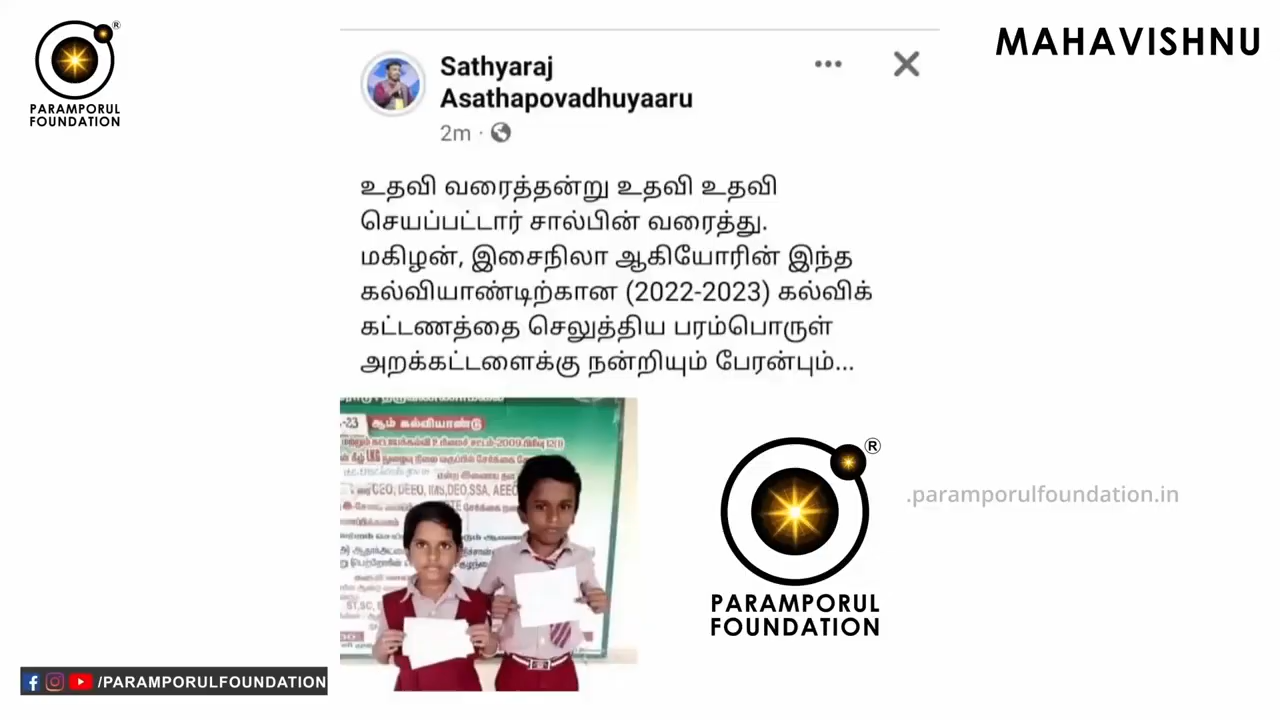 PARAMPORUL
FOUNDATION
®
MAHAVISHNU
Sathyaraj
Asathapovadhuyaaru
2m ·
உதவி வரைத்தன்று உதவி உதவி
செயப்பட்டார் சால்பின் வரைத்து.
மகிழன், இசைநிலா ஆகியோரின் இந்த
கல்வியாண்டிற்கான (2022-2023) கல்விக்
கட்டணத்தை செலுத்திய பரம்பொருள்
அறக்கட்டளைக்கு நன்றியும் பேரன்பும்...
-23 ஆம் கல்வியாண்டு
CEO, DEEO, IMS,DEO,SSA, AEEO
®
PARAMPORUL
FOUNDATION
.paramporulfoundation.in
/PARAMPORULFOUNDATION